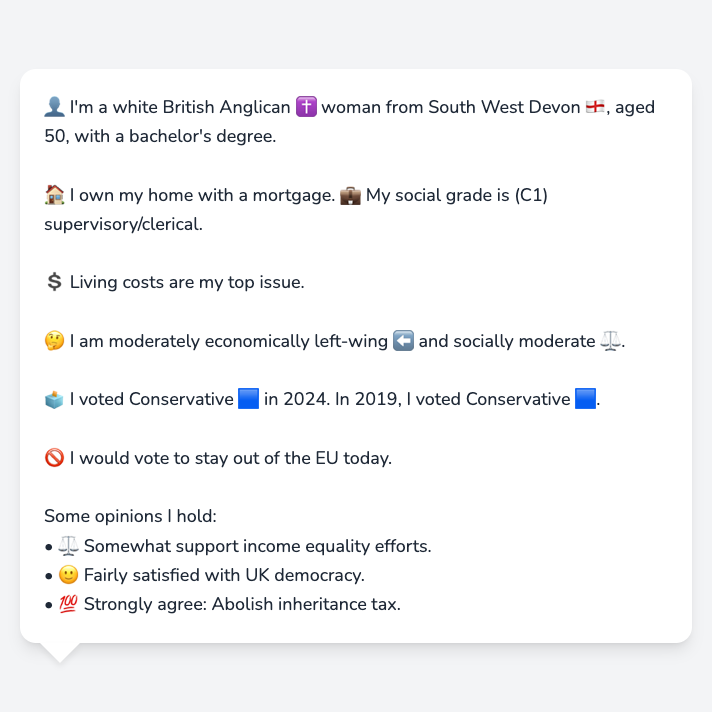 👤 I'm a white British Anglican ✝️ woman from South West Devon 🏴󠁧󠁢󠁥󠁮󠁧󠁿, aged
50, with a bachelor's degree.
🏠 I own my home with a mortgage. 💼 My social grade is (C1)
supervisory/clerical.
💲 Living costs are my top issue.
🤔 I am moderately economically left-wing ⬅️ and socially moderate ⚖️.
🗳️ I voted Conservative 🟦 in 2024. In 2019, I voted Conservative 🟦.
🚫 I would vote to stay out of the EU today.
Some opinions I hold:
• ⚖️ Somewhat support income equality efforts.
• 🙂 Fairly satisfied with UK democracy.
• 💯 Strongly agree: Abolish inheritance tax.